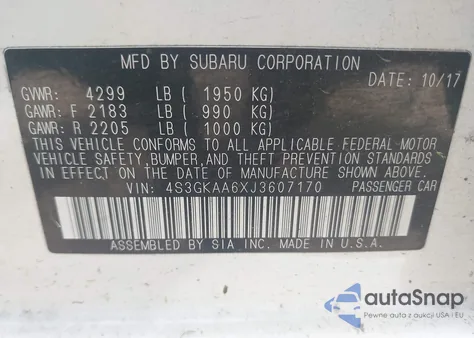 MFD BY SUBARU CORPORATION
DATE: 10/17
GVWR: 4299 LB ( 1950 KG)
GAWR: F 2183 LB ( 990 KG)
GAWR: R 2205 LB ( 1000 KG)
THIS VEHICLE CONFORMS TO ALL APPLICABLE FEDERAL MOTOR
VEHICLE SAFETY, BUMPER, AND THEFT PREVENTION STANDARDS
IN EFFECT ON THE DATE OF MANUFACTURE SHOWN ABOVE.
VIN: 4S3GKAA6XJ3607170 PASSENGER CAR
ASSEMBLED BY SIA INC. MADE IN U.S.A.
autoSnap
Pewne auta z aukcji USA i EU